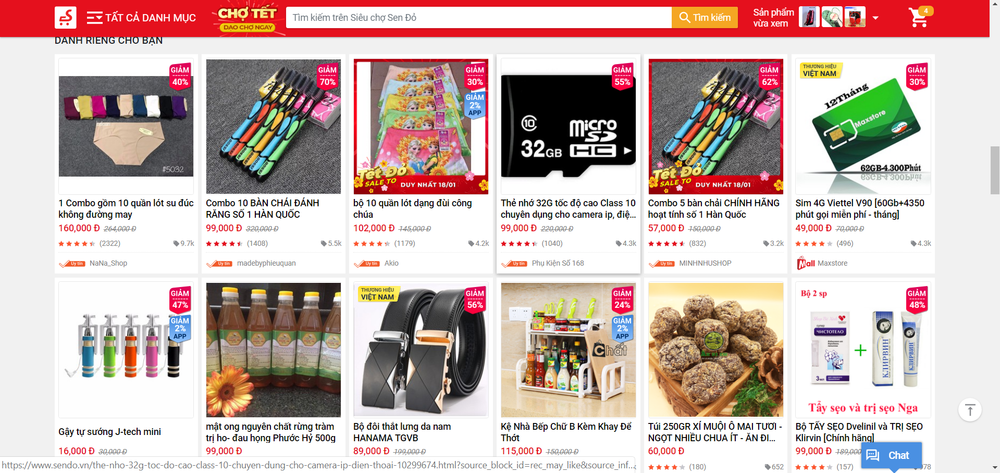 TẤT CẢ DANH MỤC
CHỢ TẾT
DẠO CHỢ NGAY
Tìm kiếm trên Siêu chợ Sen Đỏ
Tìm kiếm
Sản phẩm
vừa xem
4
DÀNH RIÊNG CHO BẠN
GIẢM
40%
#5032
1 Combo gồm 10 quần lót su đúc
không đường may
160,000 Đ 264,000 Đ
(2322) 9.7k
Uy tín NaNa_Shop
GIẢM
70%
BOSSI
Combo 10 BÀN CHẢI ĐÁNH
RĂNG SỐ 1 HÀN QUỐC
99,000 Đ 320,000 Đ
(1408) 5.5k
Uy tín madebyphieuquan
GIẢM
30%
GIẢM
2%
APP
Tết Đỏ
SALE TO
DUY NHẤT 18/01
bộ 10 quần lót dạng đùi công
chúa
102,000 Đ 145,000 Đ
(1179) 4.2k
Uy tín Akio
GIẢM
55%
10
micro
SD
32GB HC
Thẻ nhớ 32G tốc độ cao Class 10
chuyên dụng cho camera ip, điệ...
99,000 Đ 220,000 Đ
(1040) 4.3k
Uy tín Phụ Kiện Số 168
GIẢM
62%
BOSSI
Tết Đỏ
SALE TO
DUY NHẤT 18/01
Combo 5 bàn chải CHÍNH HÃNG
hoạt tính số 1 Hàn Quốc
57,000 Đ 150,000 Đ
(832) 3.2k
Uy tín MINHNHUSHOP
THƯƠNG HIỆU
VIỆT NAM
GIẢM
30%
12Tháng
Maxstore
62GB-4.300Phút
Sim 4G Viettel V90 [60Gb+4350
phút gọi miễn phí - tháng]
49,000 Đ 70,000 Đ
(496) 4.3k
Mall Maxstore
GIẢM
47%
GIẢM
2%
APP
Gậy tự sướng J-tech mini
16,000 Đ 30,000 Đ
mật ong nguyên chất rừng tràm
trị ho- đau họng Phước Hỷ 500g
99,000 Đ
THƯƠNG HIỆU
VIỆT NAM
GIẢM
56%
Bộ đôi thắt lưng da nam
HANAMA TGVB
89,000 Đ 199,000 Đ
GIẢM
24%
GIẢM
2%
APP
Chất
Kệ Nhà Bếp Chữ B Kèm Khay Để
Thớt
115,000 Đ 150,000 Đ
Túi 250GR XÍ MUỘI Ô MAI TƯƠI -
NGỌT NHIỀU CHUA ÍT - ĂN ĐI...
60,000 Đ
(180) 652
Bộ 2 sp
GIẢM
48%
супер
ЧИСТОТЕЛО
3 мл
КЛИРВИН
КЛИРВИН
Tẩy sẹo và trị sẹo Nga
Bộ TẨY SẸO Dvelinil và TRỊ SẸO
Klirvin [Chính hãng]
99,000 Đ 189,000
(157) 978
Chat
https://www.sendo.vn/the-nho-32g-toc-do-cao-class-10-chuyen-dung-cho-camera-ip-dien-thoai-10299674.html?source_block_id=rec_may_like&source_inf...